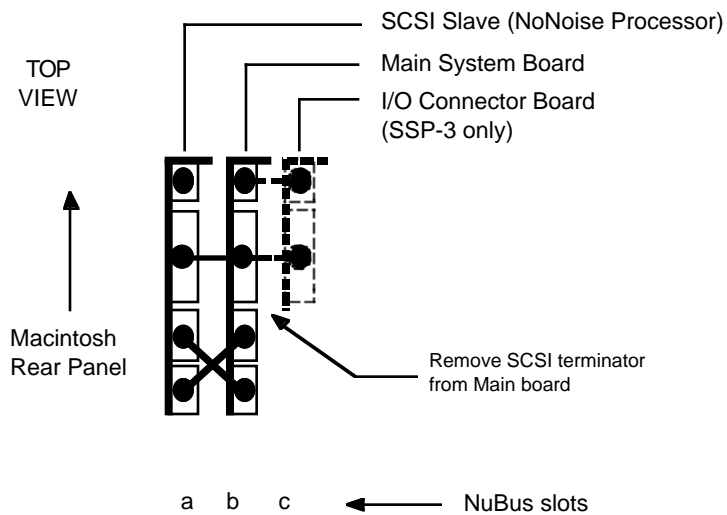 SCSI Slave (NoNoise Processor)
TOP
VIEW
Main System Board
I/O Connector Board
(SSP-3 only)
Macintosh
Rear Panel
Remove SCSI terminator
from Main board
a b c
NuBus slots